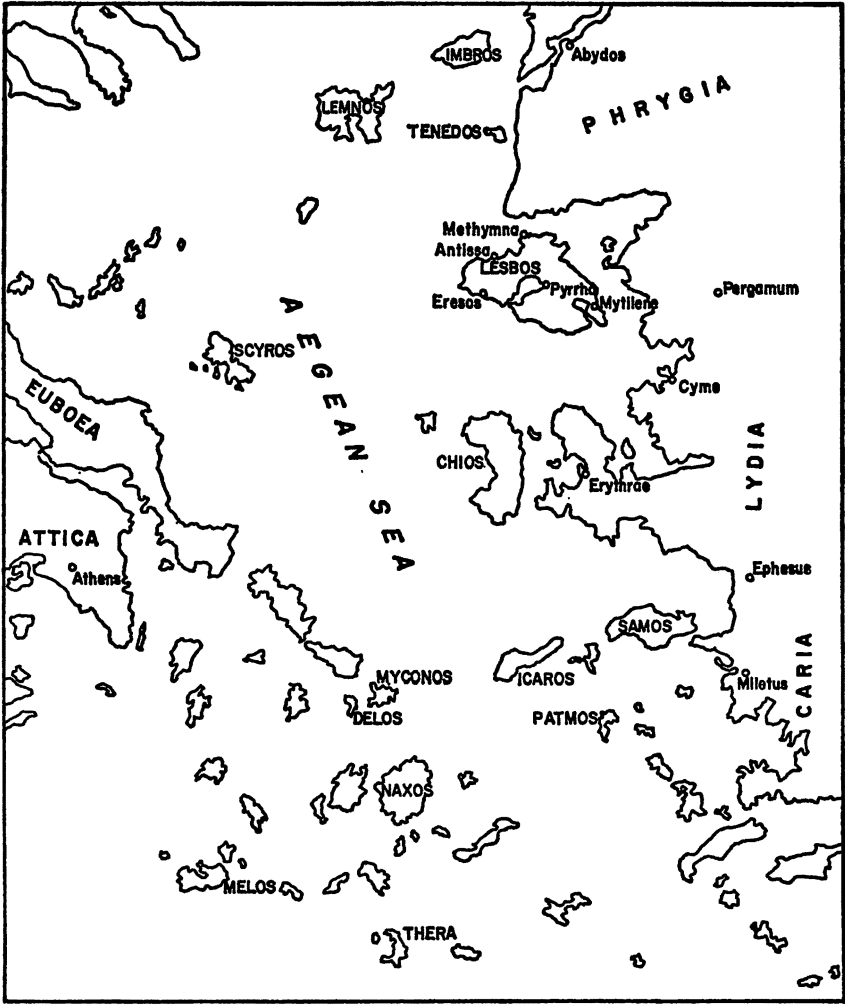 IMBROS
Abydos
LEMNOS
TENEDOS
PHRYGIA
Methymna
Antissa
LESBOS
Eresos
Pyrrha
Mytilene
Pergamum
AEGEAN SEA
SCYROS
EUBOEA
Cyme
CHIOS
Erythrae
LYDIA
ATTICA
Athens
Ephesus
SAMOS
MYCONOS
ICAROS
Miletus
CARIA
DELOS
PATMOS
NAXOS
MELOS
THERA